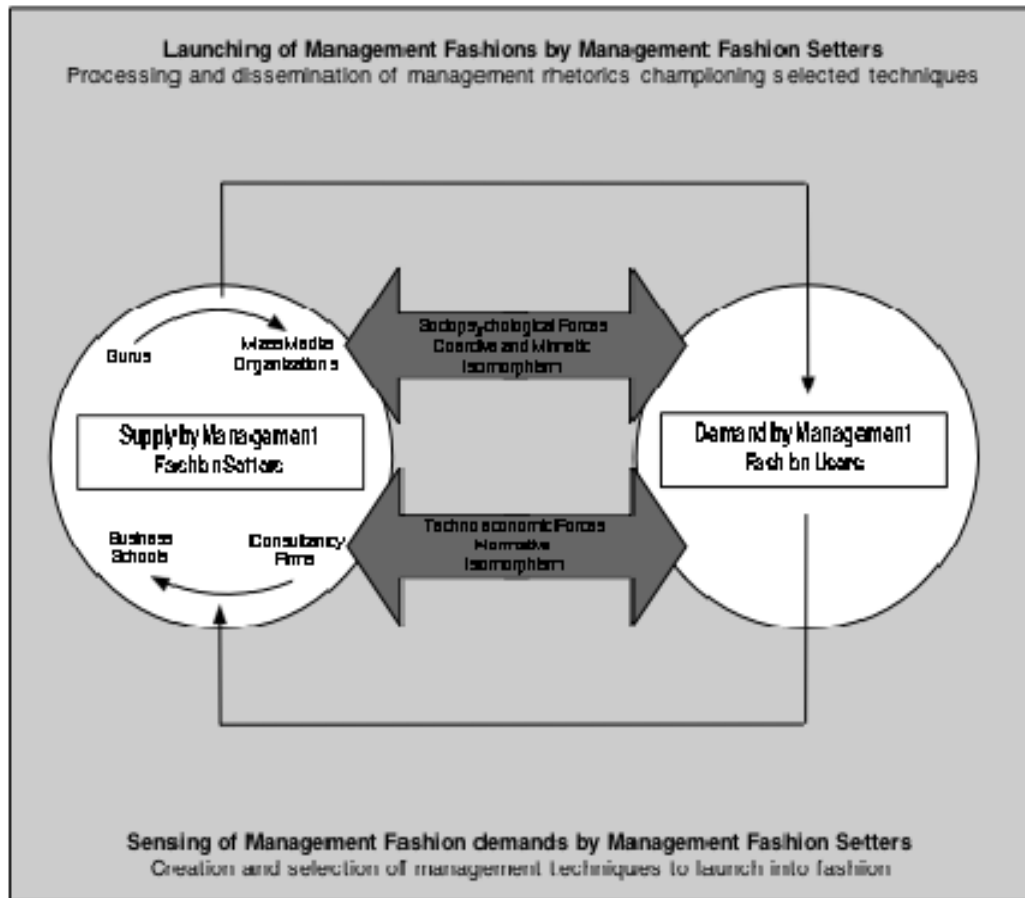 Launching of Management Fashions by Management Fashion Setters
Processing and dissemination of management rhetorics championing selected techniques
Gurus
Mass Media
Organizations
Sociopsychological Forces
Coercive and Mimetic
Isomorphism
Supply by Management
Fashion Setters
Demand by Management
Fashion Users
Business
Schools
Consultancy
Firms
Techno economic Forces
Normative
Isomorphism
Sensing of Management Fashion demands by Management Fashion Setters
Creation and selection of management techniques to launch into fashion